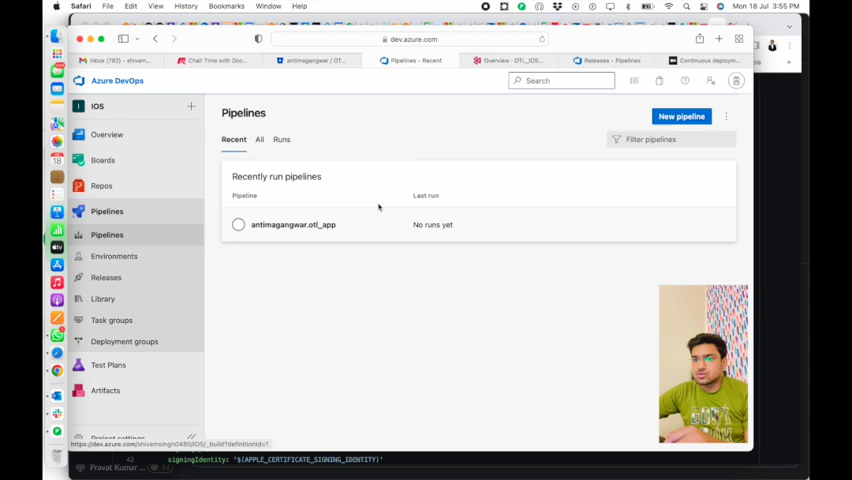 Safari File Edit View History Bookmarks Window Help
Mon 18 Jul 3:55 PM
dev.azure.com
Inbox (782) – shivam...
Chat Time with Ooc...
antimagangwar / OT...
Pipelines - Recent
Overview - OTL_IOS...
Releases - Pipelines
Continuous deploym...
Azure DevOps
Search
IOS
Overview
Boards
Repos
Pipelines
Pipelines
Environments
Releases
Library
Task groups
Deployment groups
Test Plans
Artifacts
Project settings
Pipelines
New pipeline
Recent All Runs
Filter pipelines
Recently run pipelines
Pipeline Last run
antimagangwar.otl_app No runs yet
https://dev.azure.com/shivamsingh0480/IOS/_build?definitionId=1
42 signingIdentity: '$(APPLE_CERTIFICATE_SIGNING_IDENTITY)'
Pravat Kumar ...